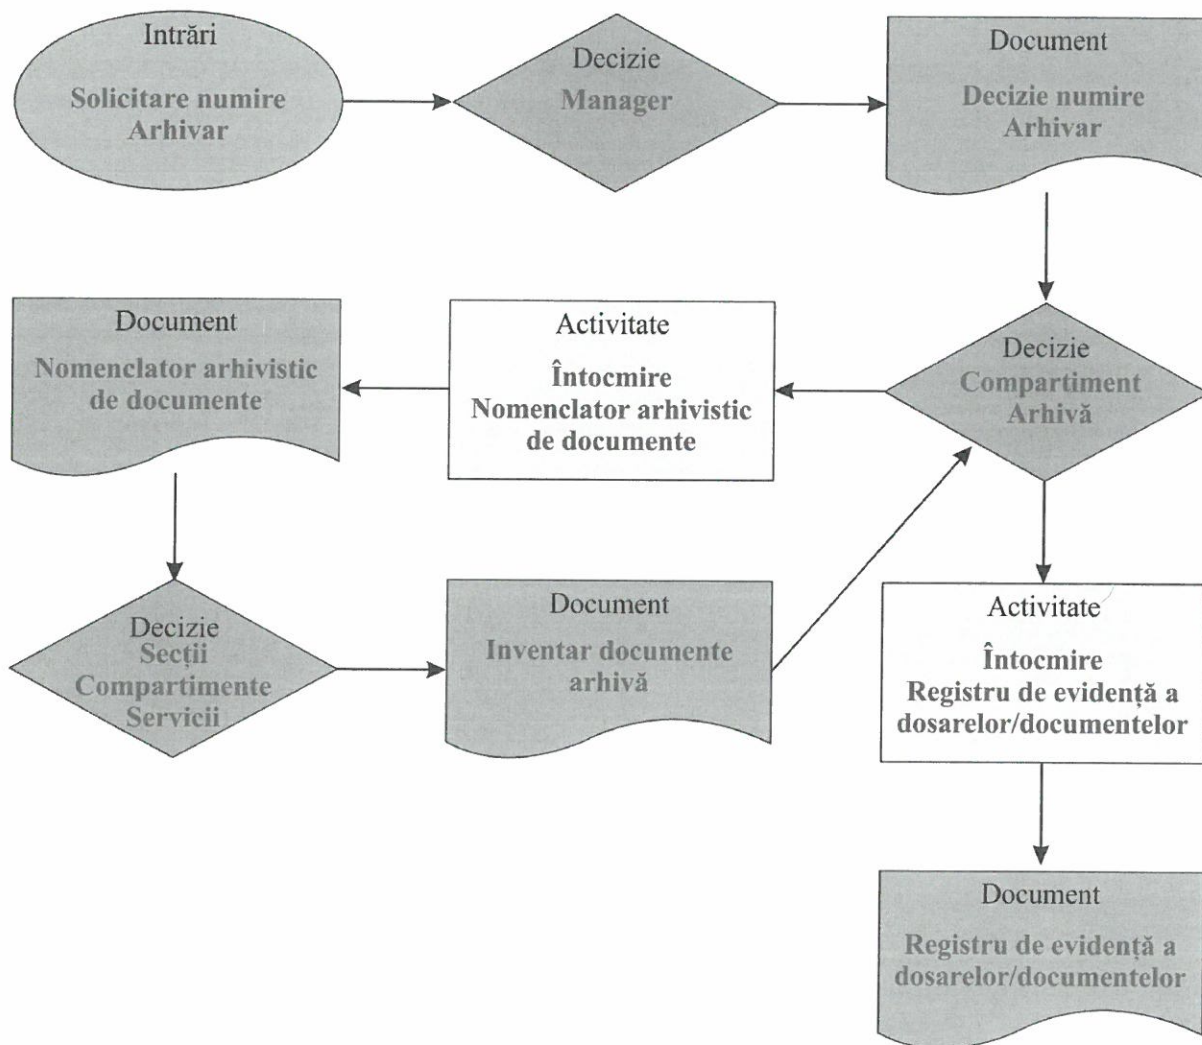 Intrări
Solicitare numire
Arhivar
Decizie
Manager
Document
Decizie numire
Arhivar
Document
Nomenclator arhivistic
de documente
Activitate
Întocmire
Nomenclator arhivistic
de documente
Decizie
Compartiment
Arhivă
Decizie
Secții
Compartimente
Servicii
Document
Inventar documente
arhivă
Activitate
Întocmire
Registru de evidență a
dosarelor/documentelor
Document
Registru de evidență a
dosarelor/documentelor